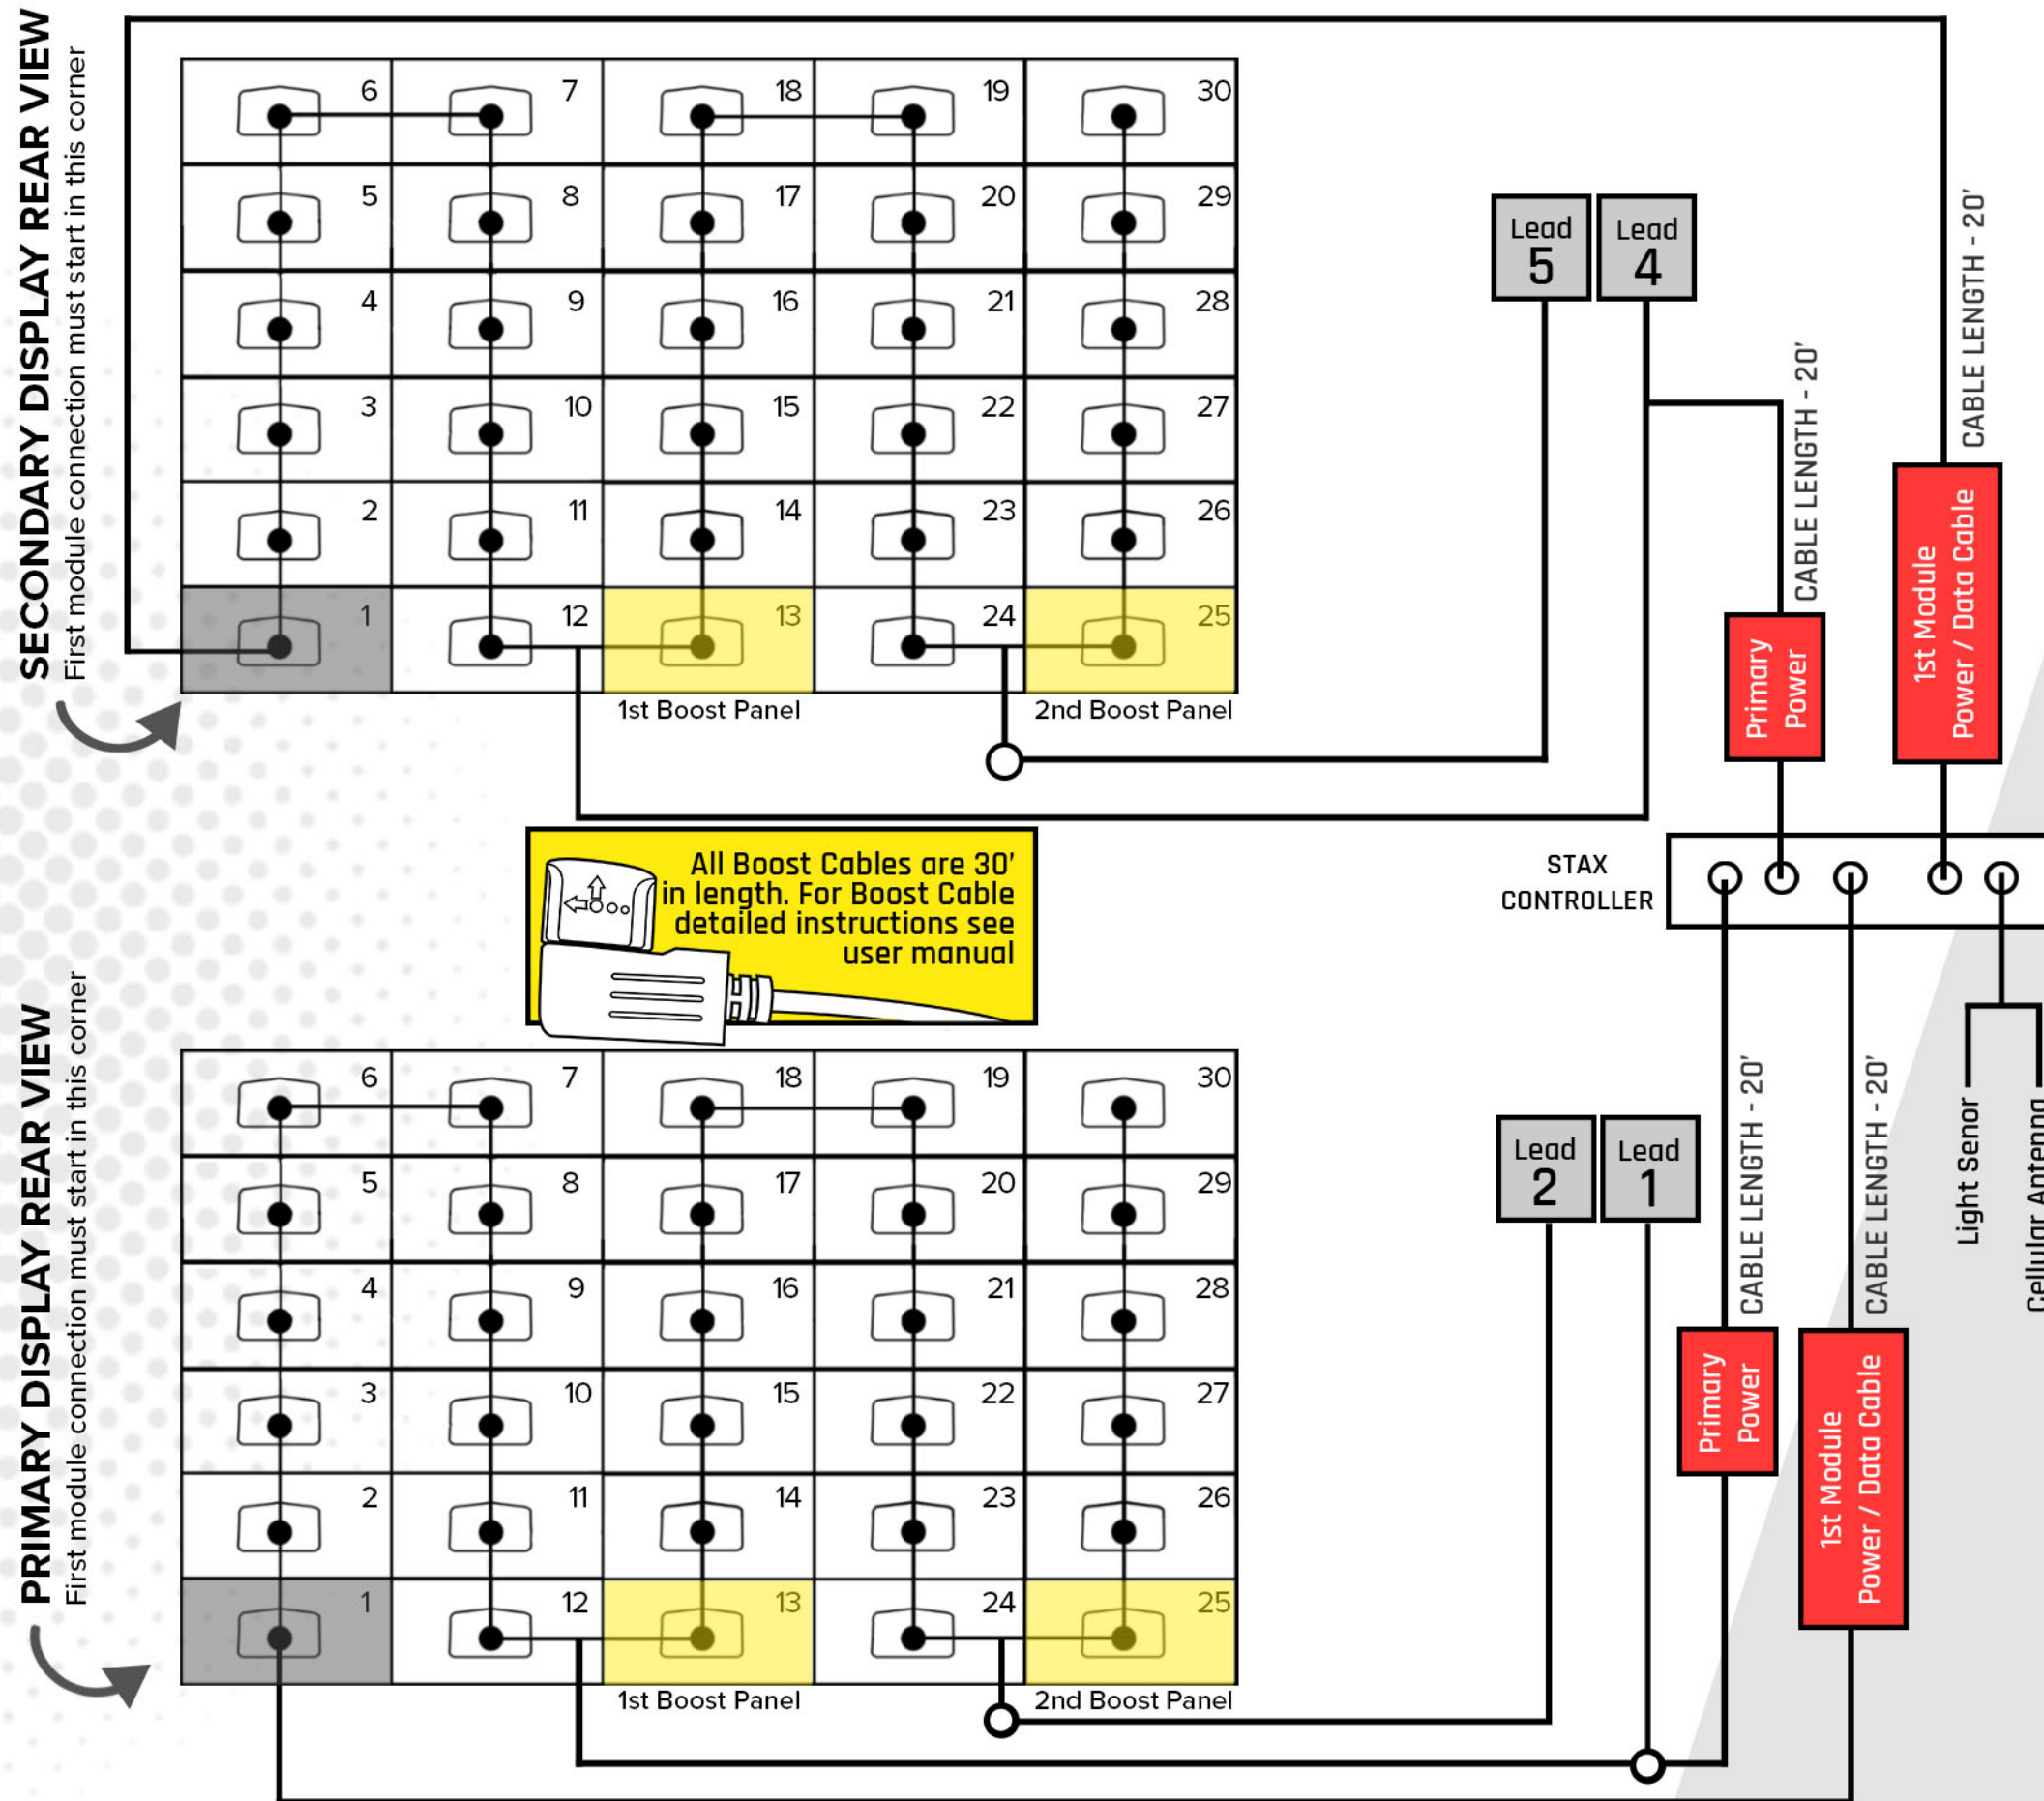 SECONDARY DISPLAY REAR VIEW
First module connection must start in this corner
6 7 18 19 30
5 8 17 20 29
4 9 16 21 28
3 10 15 22 27
2 11 14 23 26
1 12 13 24 25
1st Boost Panel
2nd Boost Panel
Lead
5
Lead
4
CABLE LENGTH - 20'
Primary
Power
CABLE LENGTH - 20'
1st Module
Power / Data Cable
All Boost Cables are 30'
in length. For Boost Cable
detailed instructions see
user manual
STAX
CONTROLLER
PRIMARY DISPLAY REAR VIEW
First module connection must start in this corner
6 7 18 19 30
5 8 17 20 29
4 9 16 21 28
3 10 15 22 27
2 11 14 23 26
1 12 13 24 25
1st Boost Panel
2nd Boost Panel
Lead
2
Lead
1
CABLE LENGTH - 20'
Primary
Power
CABLE LENGTH - 20'
1st Module
Power / Data Cable
Light Senor
Cellular Antenna